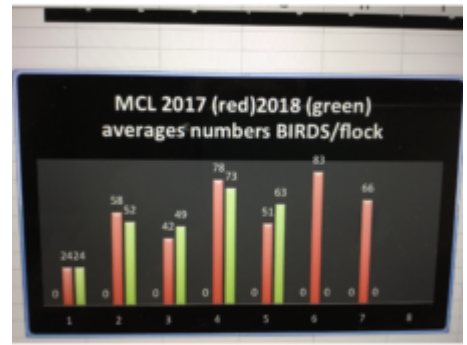 MCL 2017 (red)2018 (green)
averages numbers BIRDS/flock
0 24 24 0 58 52 0 42 49 0 78 73 0 51 63 0 83 0 0 66 0
1 2 3 4 5 6 7 8